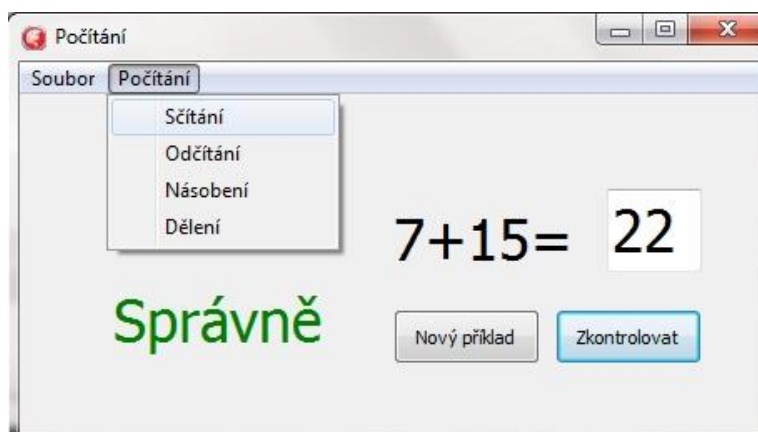 Počítání
Soubor Počítání
Sčítání
Odčítání
Násobení
Dělení
7+15= 22
Správně
Nový příklad Zkontrolovat